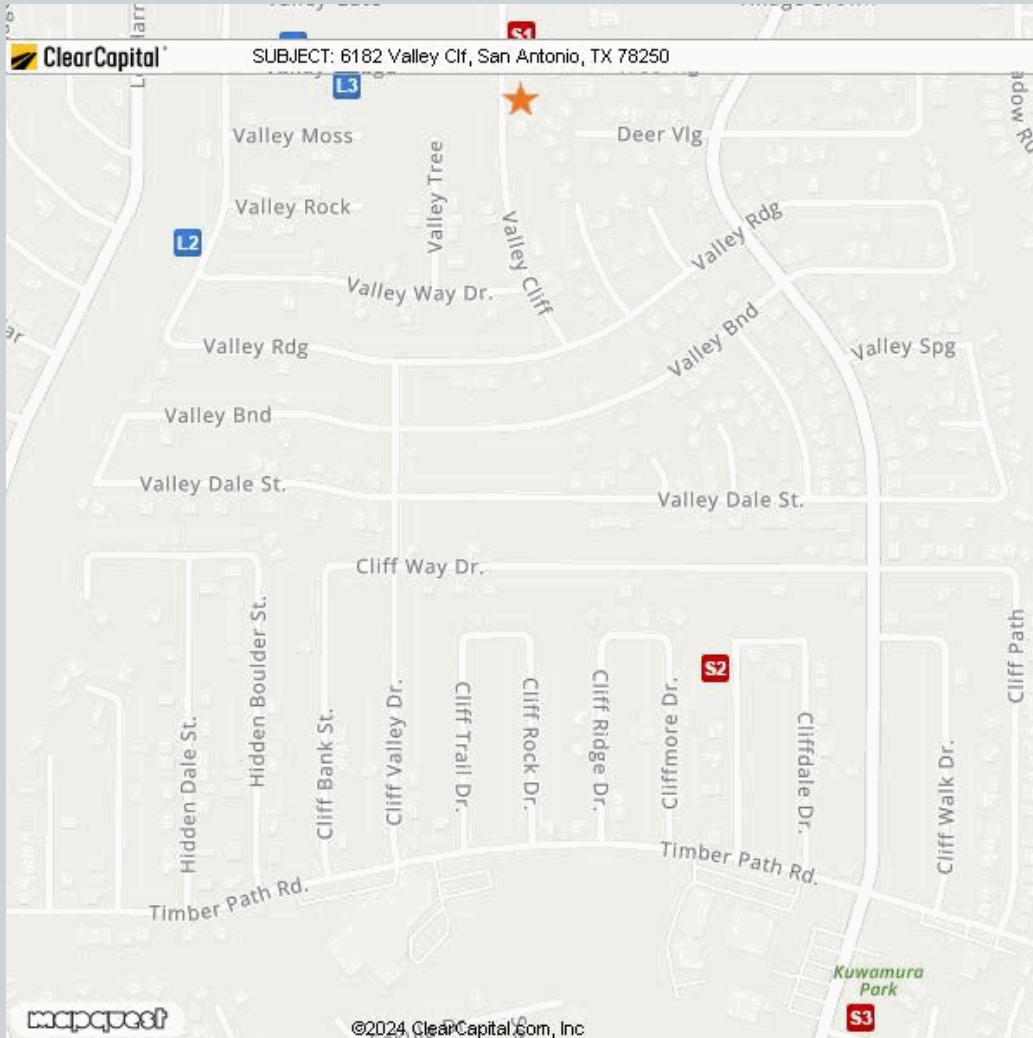 S1
ClearCapital
SUBJECT: 6182 Valley Clf, San Antonio, TX 78250
L3
Valley Moss
Deer Vlg
Valley Tree
Valley Rock
Valley Cliff
Valley Rdg
L2
Valley Way Dr.
Valley Rdg
Valley Bnd
Valley Spg
Valley Bnd
Valley Dale St.
Valley Dale St.
Cliff Way Dr.
Hidden Dale St.
Hidden Boulder St.
Cliff Bank St.
Cliff Valley Dr.
Cliff Trail Dr.
Cliff Rock Dr.
Cliff Ridge Dr.
Cliffmore Dr.
S2
Cliffdale Dr.
Cliff Walk Dr.
Cliff Path
Timber Path Rd.
Timber Path Rd.
Kuwamura
Park
S3
mapquest
©2024 ClearCapital.com, Inc